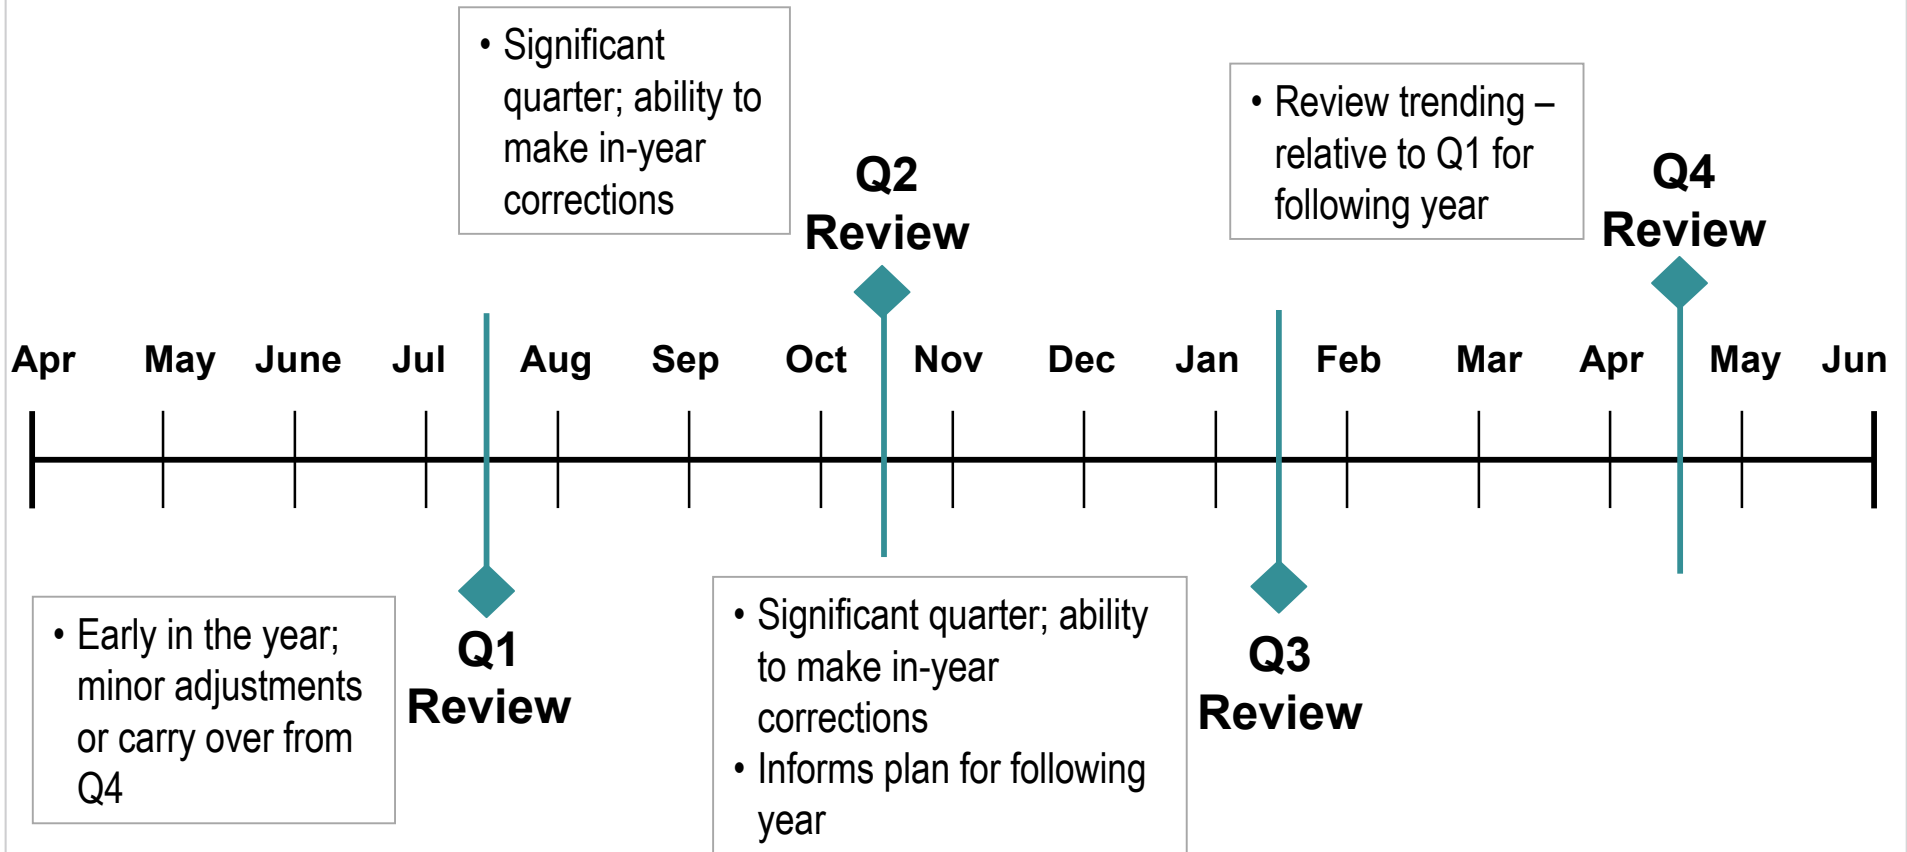 • Significant
quarter; ability to
make in-year
corrections
Q2
Review
• Review trending –
relative to Q1 for
following year
Q4
Review
Apr May June Jul Aug Sep Oct Nov Dec Jan Feb Mar Apr May Jun
• Early in the year;
minor adjustments
or carry over from
Q4
Q1
Review
• Significant quarter; ability
to make in-year
corrections
• Informs plan for following
year
Q3
Review